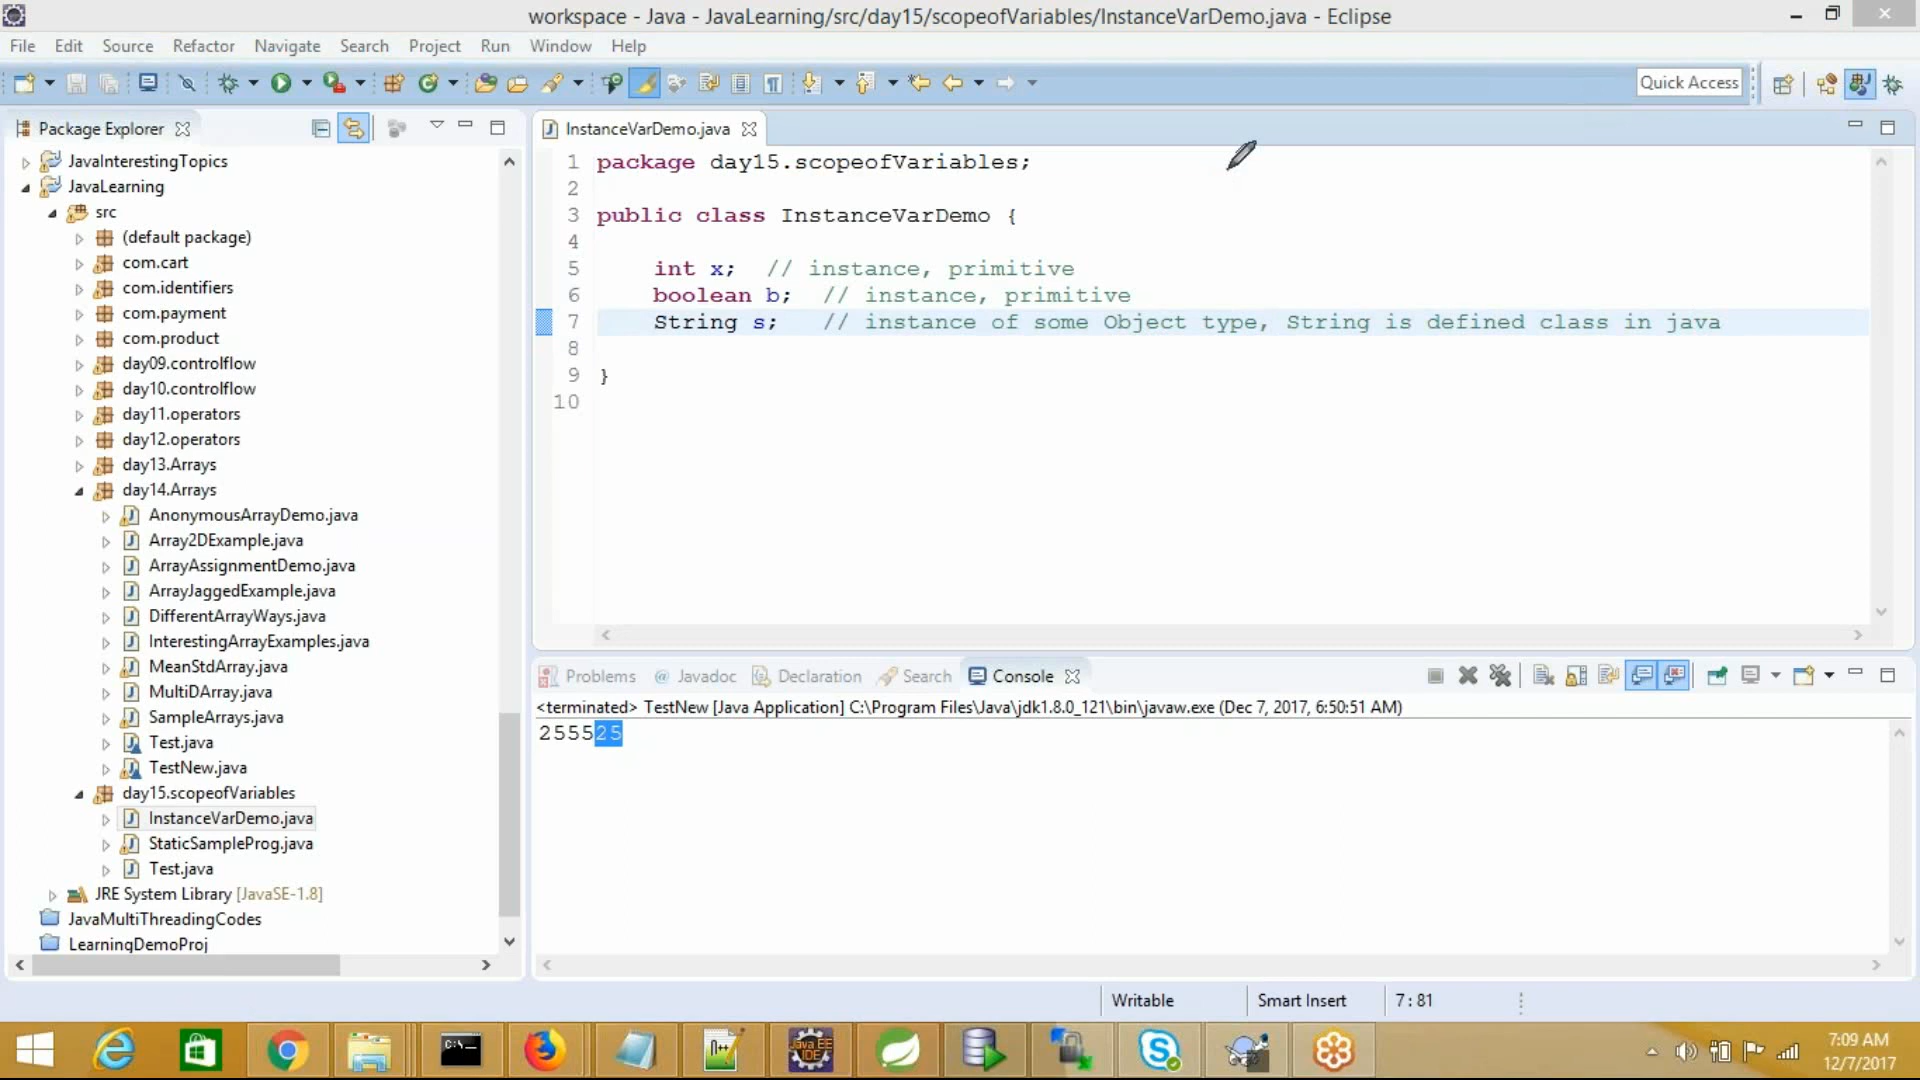 workspace - Java - JavaLearning/src/day15/scopeofVariables/InstanceVarDemo.java - Eclipse
File Edit Source Refactor Navigate Search Project Run Window Help
Quick Access
Package Explorer
JavaInterestingTopics
JavaLearning
src
(default package)
com.cart
com.identifiers
com.payment
com.product
day09.controlflow
day10.controlflow
day11.operators
day12.operators
day13.Arrays
day14.Arrays
AnonymousArrayDemo.java
Array2DExample.java
ArrayAssignmentDemo.java
ArrayJaggedExample.java
DifferentArrayWays.java
InterestingArrayExamples.java
MeanStdArray.java
MultiDArray.java
SampleArrays.java
Test.java
TestNew.java
day15.scopeofVariables
InstanceVarDemo.java
StaticSampleProg.java
Test.java
JRE System Library [JavaSE-1.8]
JavaMultiThreadingCodes
LearningDemoProj
InstanceVarDemo.java
1 package day15.scopeofVariables;
2
3 public class InstanceVarDemo {
4
5 int x; // instance, primitive
6 boolean b; // instance, primitive
7 String s; // instance of some Object type, String is defined class in java
8
9 }
10
Problems @ Javadoc Declaration Search Console
<terminated> TestNew [Java Application] C:\Program Files\Java\jdk1.8.0_121\bin\javaw.exe (Dec 7, 2017, 6:50:51 AM)
255525
Writable Smart Insert 7 : 81
C:\
n++
Java EE
IDE
7:09 AM
12/7/2017